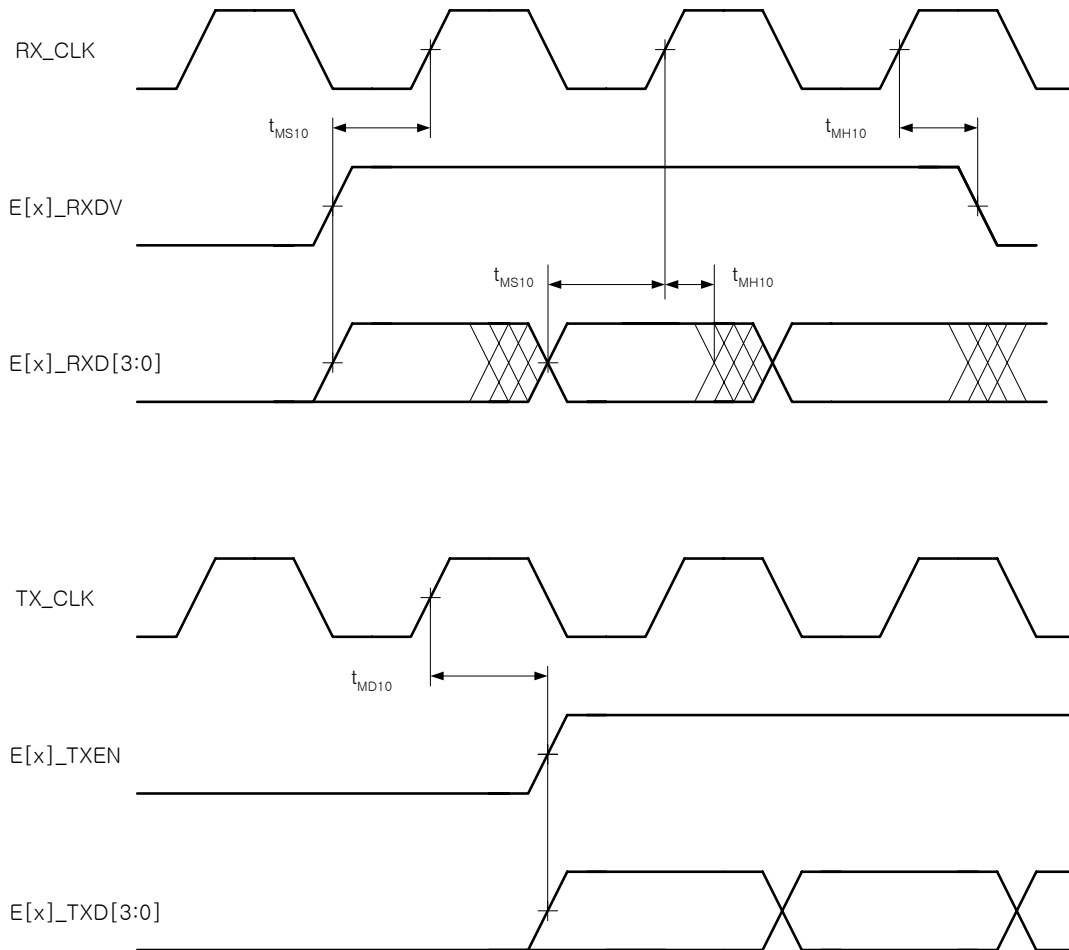 RX_CLK
tMS10
tMH10
E[x]_RXDV
tMS10
tMH10
E[x]_RXD[3:0]
TX_CLK
tMD10
E[x]_TXEN
E[x]_TXD[3:0]